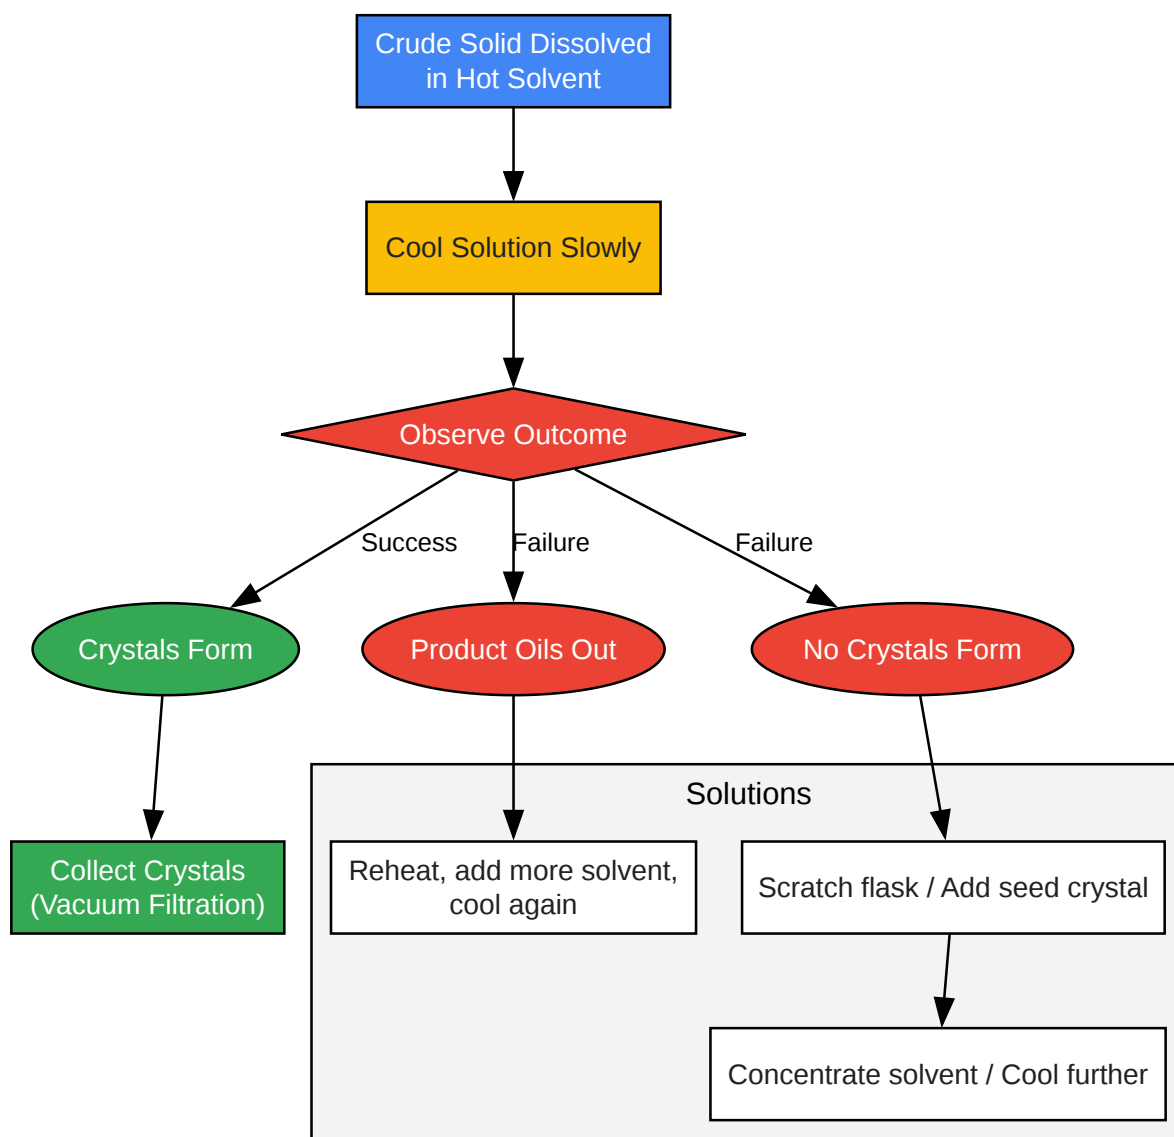 Crude Solid Dissolved
in Hot Solvent
Cool Solution Slowly
Observe Outcome
Success
Failure
Failure
Crystals Form
Product Oils Out
No Crystals Form
Solutions
Collect Crystals
(Vacuum Filtration)
Reheat, add more solvent,
cool again
Scratch flask / Add seed crystal
Concentrate solvent / Cool further